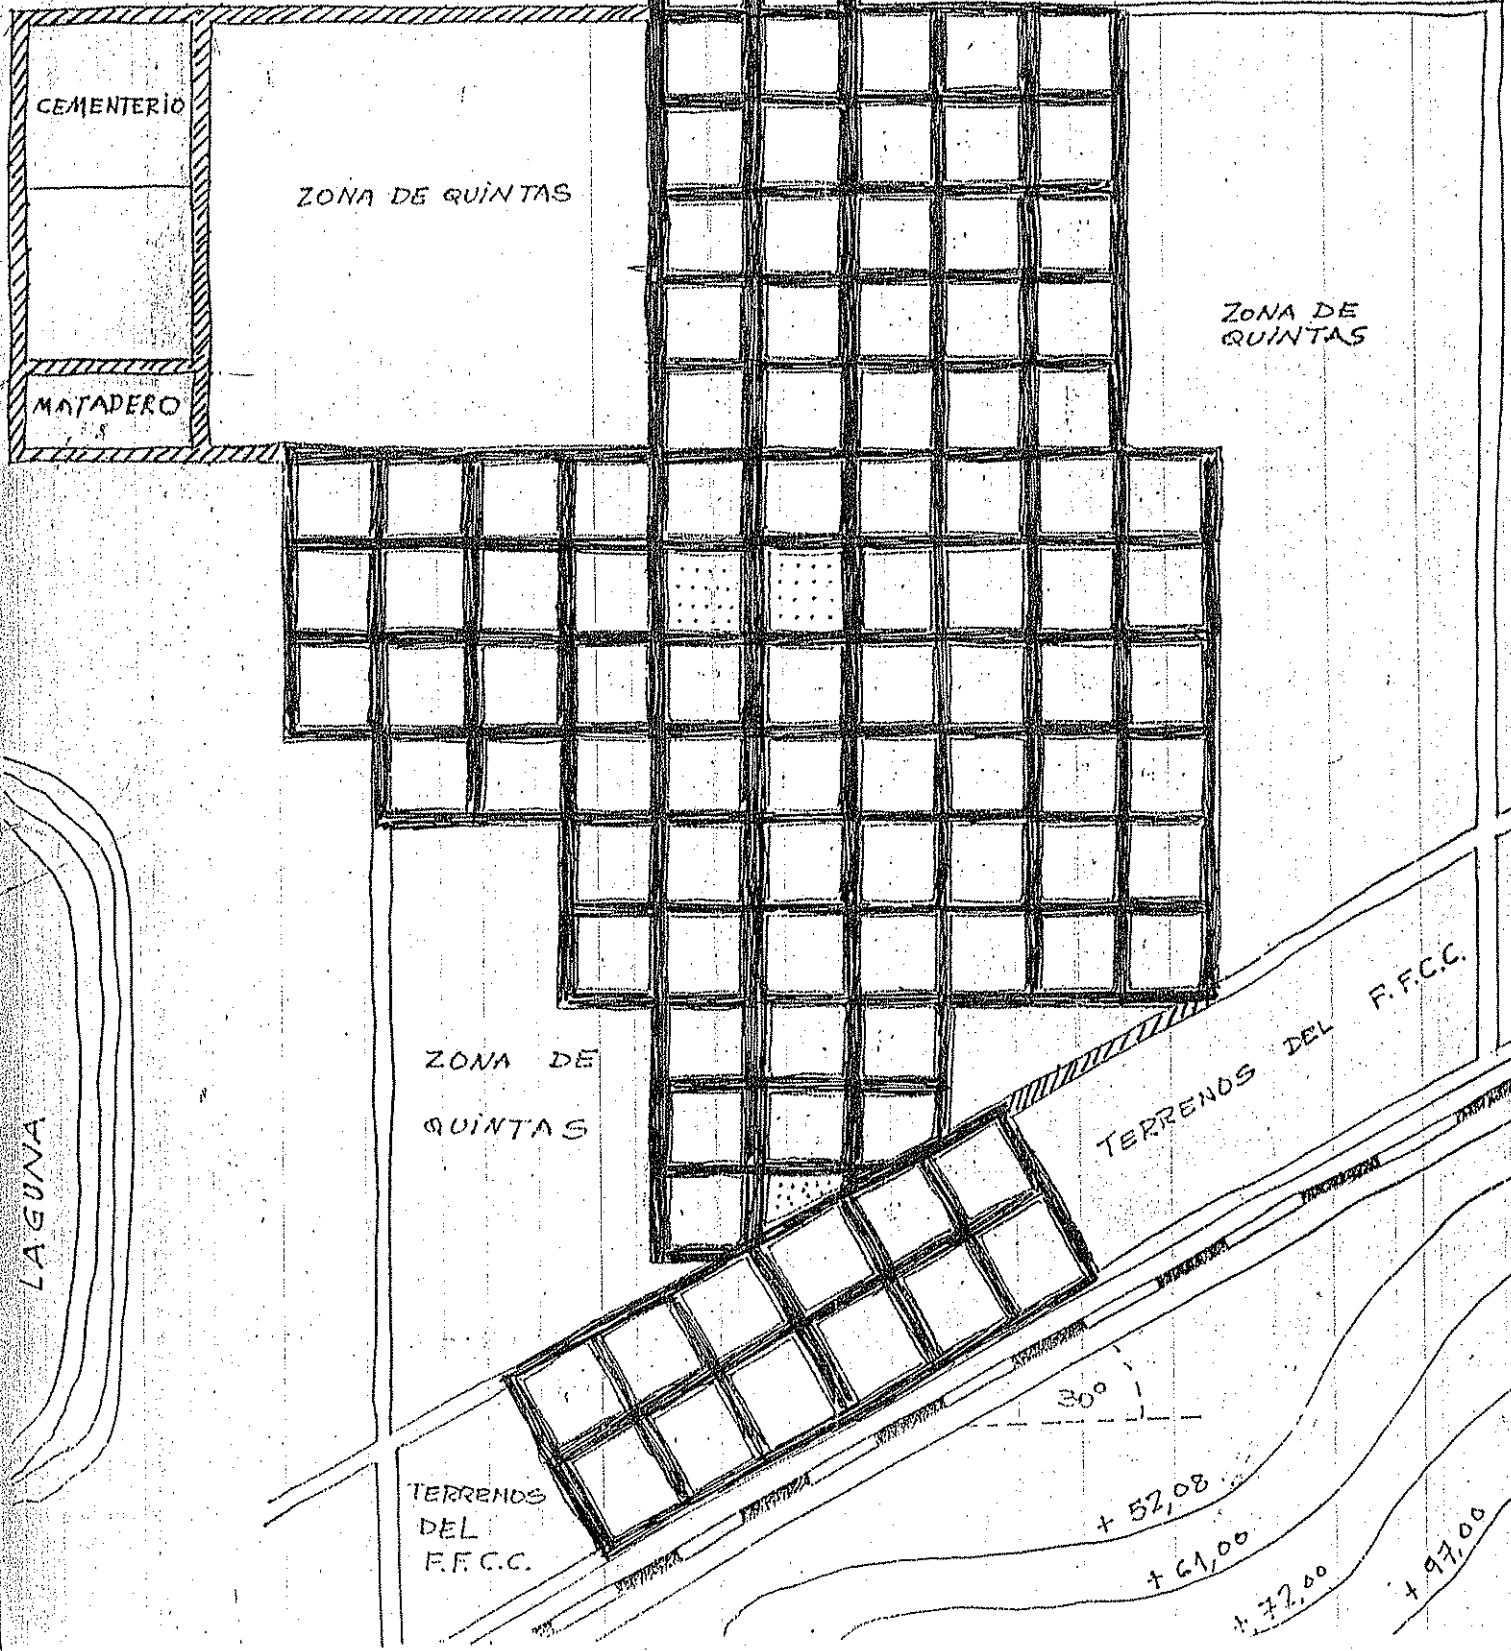 CEMENTERIO
ZONA DE QUINTAS
ZONA DE
QUINTAS
MATADERO
ZONA DE
QUINTAS
LAGUNA
TERRENOS DEL F.F.C.C.
30°
TERRENOS
DEL
F.F.C.C.
+ 52,08
+ 61,00
+ 72,00
+ 97,00